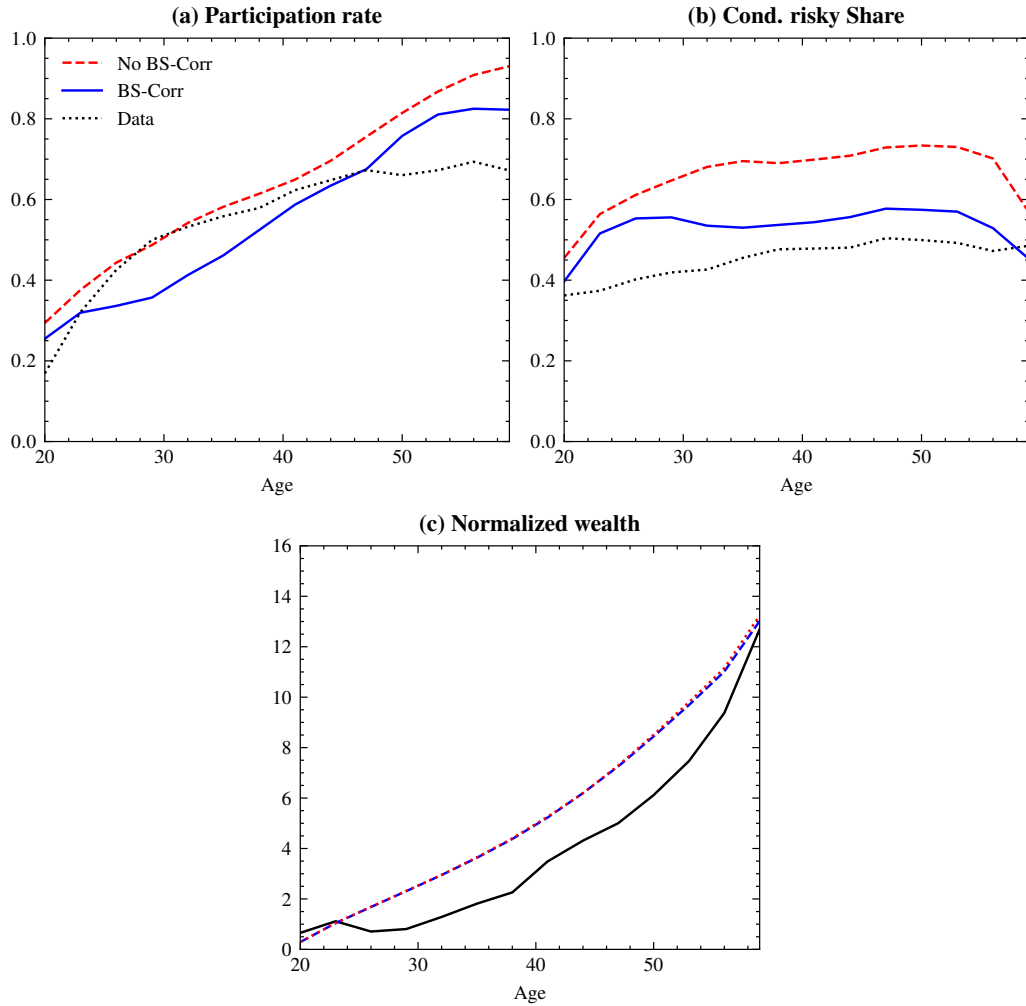 (a) Participation rate
1.0
0.8
0.6
0.4
0.2
0.0
No BS-Corr
BS-Corr
Data
20 30 40 50
Age
(b) Cond. risky Share
1.0
0.8
0.6
0.4
0.2
0.0
20 30 40 50
Age
(c) Normalized wealth
16
14
12
10
8
6
4
2
0
20 30 40 50
Age